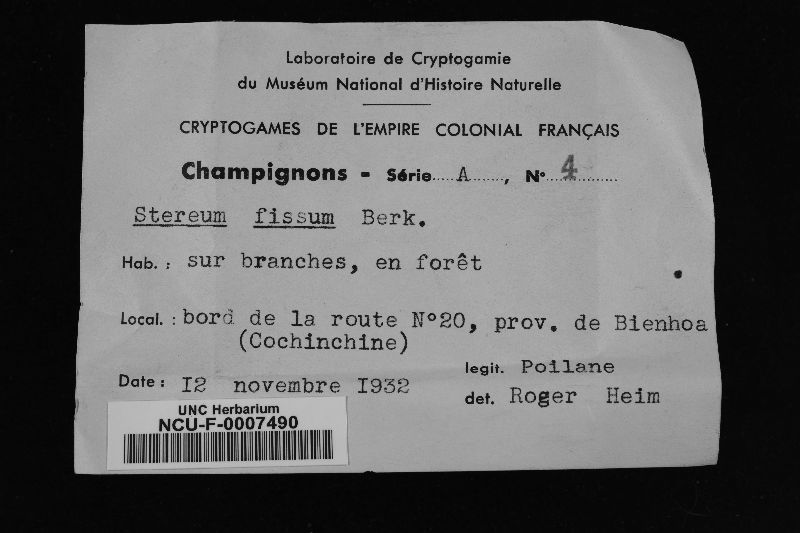 Laboratoire de Cryptogamie
du Muséum National d'Histoire Naturelle
CRYPTOGAMES DE L'EMPIRE COLONIAL FRANÇAIS
Champignons - Série.....A......, N°....4.........
Stereum fissum Berk.
Hab. : sur branches, en forêt
Local. : bord de la route N°20, prov. de Bienhoa
(Cochinchine)
Date : I2 novembre I932
legit. Poilane
det. Roger Heim
UNC Herbarium
NCU-F-0007490